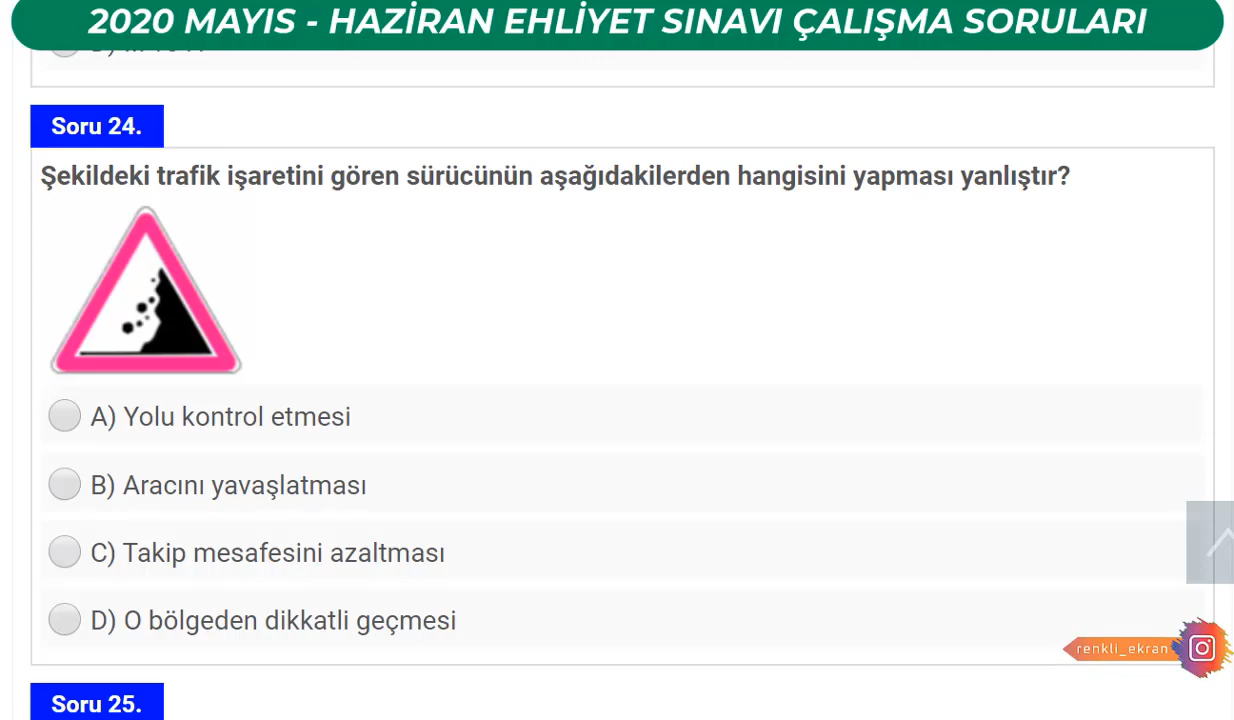 2020 MAYIS - HAZİRAN EHLİYET SINAVI ÇALIŞMA SORULARI
Soru 24.
Şekildeki trafik işaretini gören sürücünün aşağıdakilerden hangisini yapması yanlıştır?
A) Yolu kontrol etmesi
B) Aracını yavaşlatması
C) Takip mesafesini azaltması
D) O bölgeden dikkatli geçmesi
renkli_ekran
Soru 25.